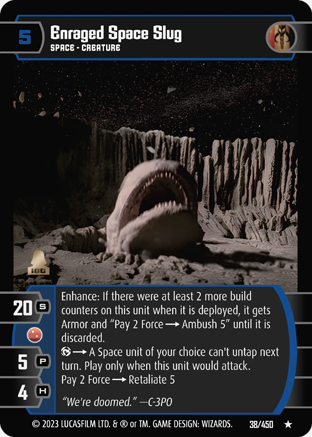 5 Enraged Space Slug
SPACE - CREATURE
IDG
20 S
5 P
4 H
Enhance: If there were at least 2 more build
counters on this unit when it is deployed, it gets
Armor and “Pay 2 Force → Ambush 5” until it is
discarded.
→ A Space unit of your choice can't untap next
turn. Play only when this unit would attack.
Pay 2 Force → Retaliate 5
“We're doomed.” —C-3PO
© 2023 LUCASFILM LTD. & ® or TM. GAME DESIGN: WIZARDS. 38/450 ★